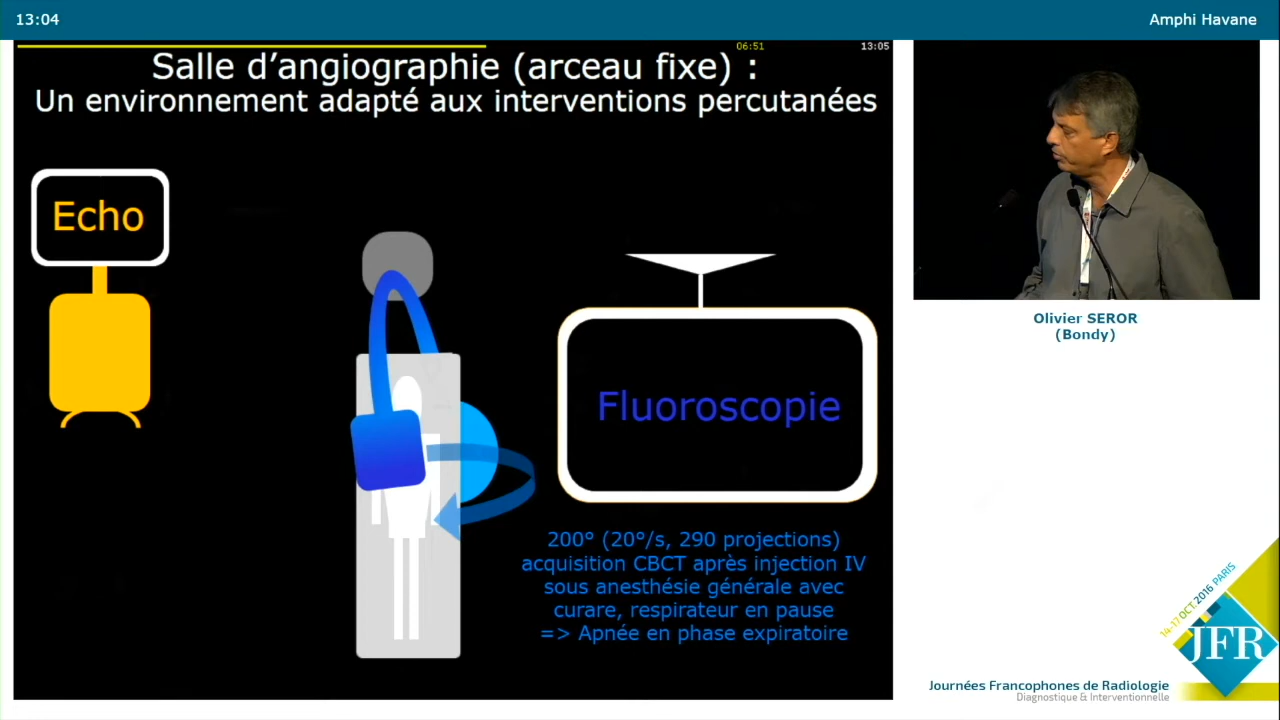 13:04
Amphi Havane
06:51
13:05
Salle d’angiographie (arceau fixe) :
Un environnement adapté aux interventions percutanées
Echo
Fluoroscopie
200° (20°/s, 290 projections)
acquisition CBCT après injection IV
sous anesthésie générale avec
curare, respirateur en pause
=> Apnée en phase expiratoire
Olivier SEROR
(Bondy)
14-17 OCT. 2016 PARIS
JFR
Journées Francophones de Radiologie
Diagnostique & Interventionnelle